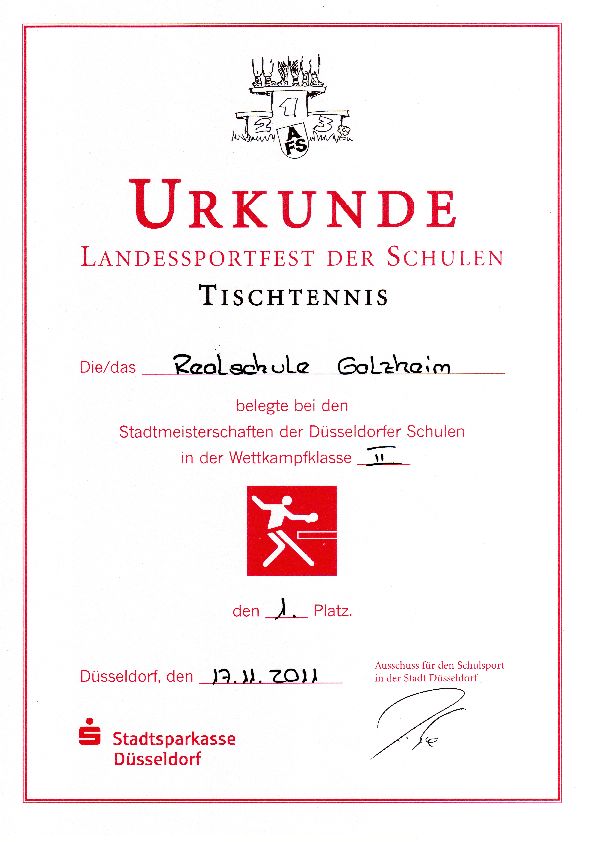 1
2 3
AFS
URKUNDE
LANDESSPORTFEST DER SCHULEN
TISCHTENNIS
Die/das Realschule Golzheim
belegte bei den
Stadtmeisterschaften der Düsseldorfer Schulen
in der Wettkampfklasse II
den 1. Platz.
Düsseldorf, den 17.11.2011
Ausschuss für den Schulsport
in der Stadt Düsseldorf
Stadtsparkasse
Düsseldorf